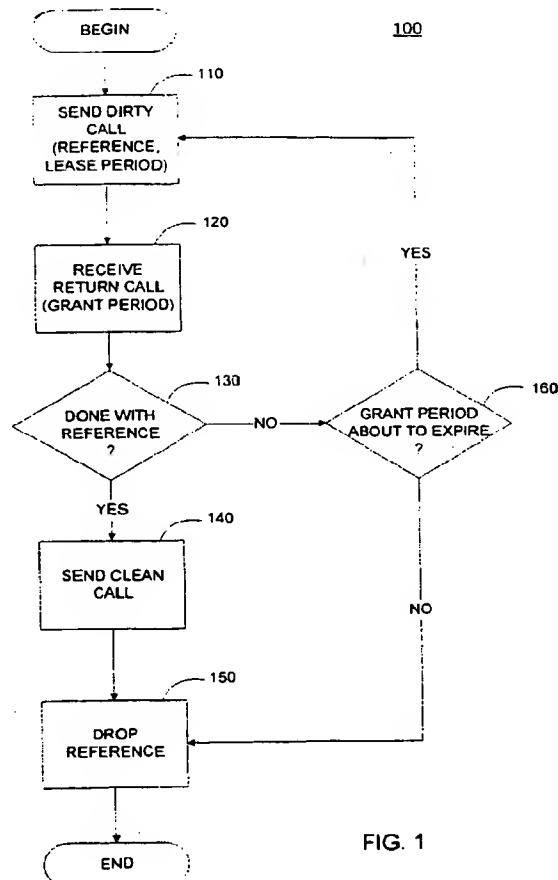 BEGIN
100
110
SEND DIRTY
CALL
(REFERENCE,
LEASE PERIOD)
120
RECEIVE
RETURN CALL
(GRANT PERIOD)
YES
130
DONE WITH
REFERENCE
?
NO
160
GRANT PERIOD
ABOUT TO EXPIRE
?
YES
140
SEND CLEAN
CALL
NO
150
DROP
REFERENCE
END
FIG. 1